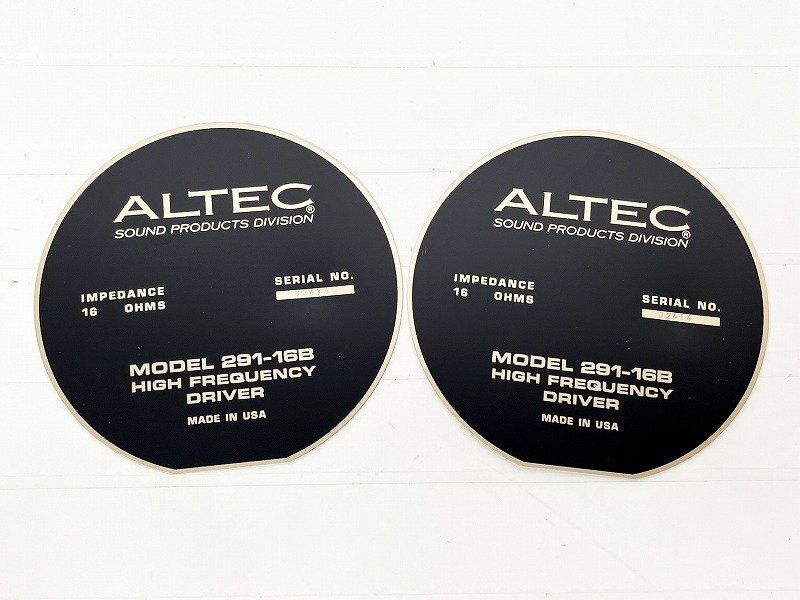 ALTEC®
SOUND PRODUCTS DIVISION
IMPEDANCE
16 OHMS
SERIAL NO.
MODEL 291-16B
HIGH FREQUENCY
DRIVER
MADE IN USA
ALTEC®
SOUND PRODUCTS DIVISION
IMPEDANCE
16 OHMS
SERIAL NO.
MODEL 291-16B
HIGH FREQUENCY
DRIVER
MADE IN USA